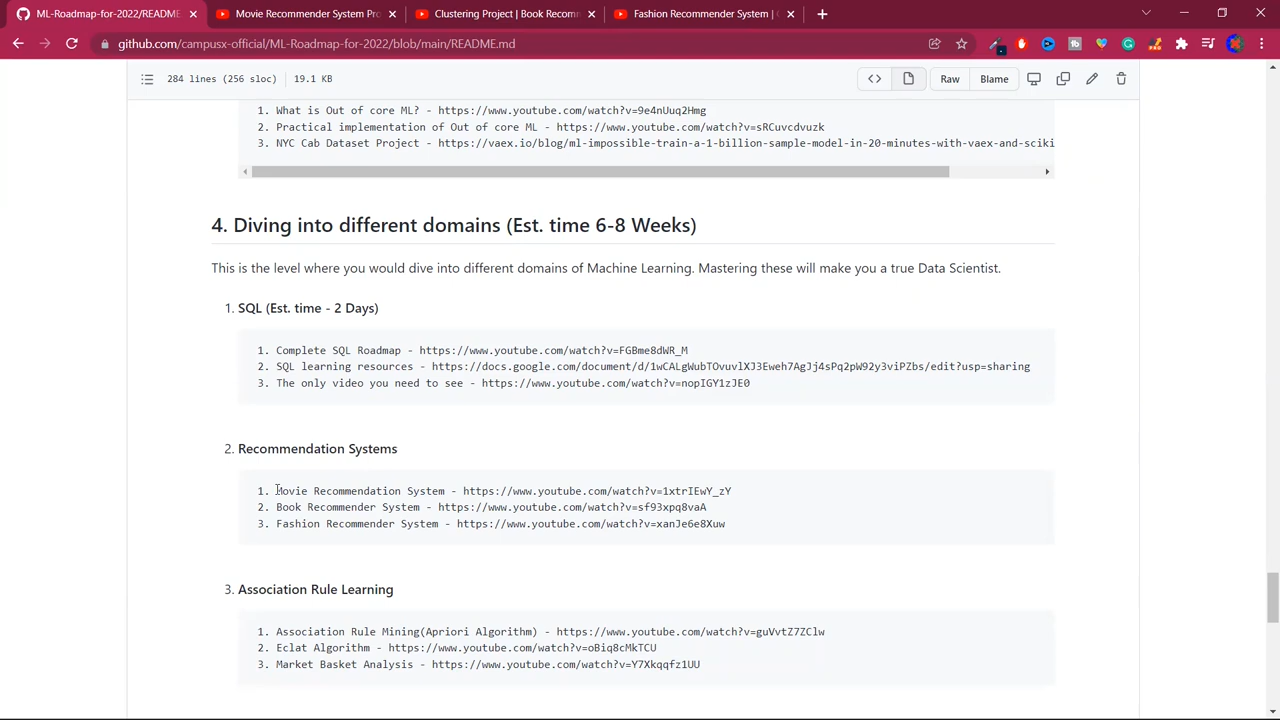 ML-Roadmap-for-2022/README
Movie Recommender System Pro
Clustering Project | Book Recom
Fashion Recommender System |
github.com/campusx-official/ML-Roadmap-for-2022/blob/main/README.md
284 lines (256 sloc) 19.1 KB
Raw
Blame
1. What is Out of core ML? - https://www.youtube.com/watch?v=9e4nUuq2Hmg
2. Practical implementation of Out of core ML - https://www.youtube.com/watch?v=sRCuvcdvuzk
3. NYC Cab Dataset Project - https://vaex.io/blog/ml-impossible-train-a-1-billion-sample-model-in-20-minutes-with-vaex-and-sciki
4. Diving into different domains (Est. time 6-8 Weeks)
This is the level where you would dive into different domains of Machine Learning. Mastering these will make you a true Data Scientist.
1. SQL (Est. time - 2 Days)
1. Complete SQL Roadmap - https://www.youtube.com/watch?v=FGBme8dWR_M
2. SQL learning resources - https://docs.google.com/document/d/1wCALgWubTOvuvlXJ3Eweh7AgJj4sPq2pW92y3viPZbs/edit?usp=sharing
3. The only video you need to see - https://www.youtube.com/watch?v=nopIGY1zJE0
2. Recommendation Systems
1. Movie Recommendation System - https://www.youtube.com/watch?v=1xtrIEwY_zY
2. Book Recommender System - https://www.youtube.com/watch?v=sf93xpq8vaA
3. Fashion Recommender System - https://www.youtube.com/watch?v=xanJe6e8Xuw
3. Association Rule Learning
1. Association Rule Mining(Apriori Algorithm) - https://www.youtube.com/watch?v=guVvtZ7ZClw
2. Eclat Algorithm - https://www.youtube.com/watch?v=oBiq8cMkTCU
3. Market Basket Analysis - https://www.youtube.com/watch?v=Y7Xkqqfz1UU